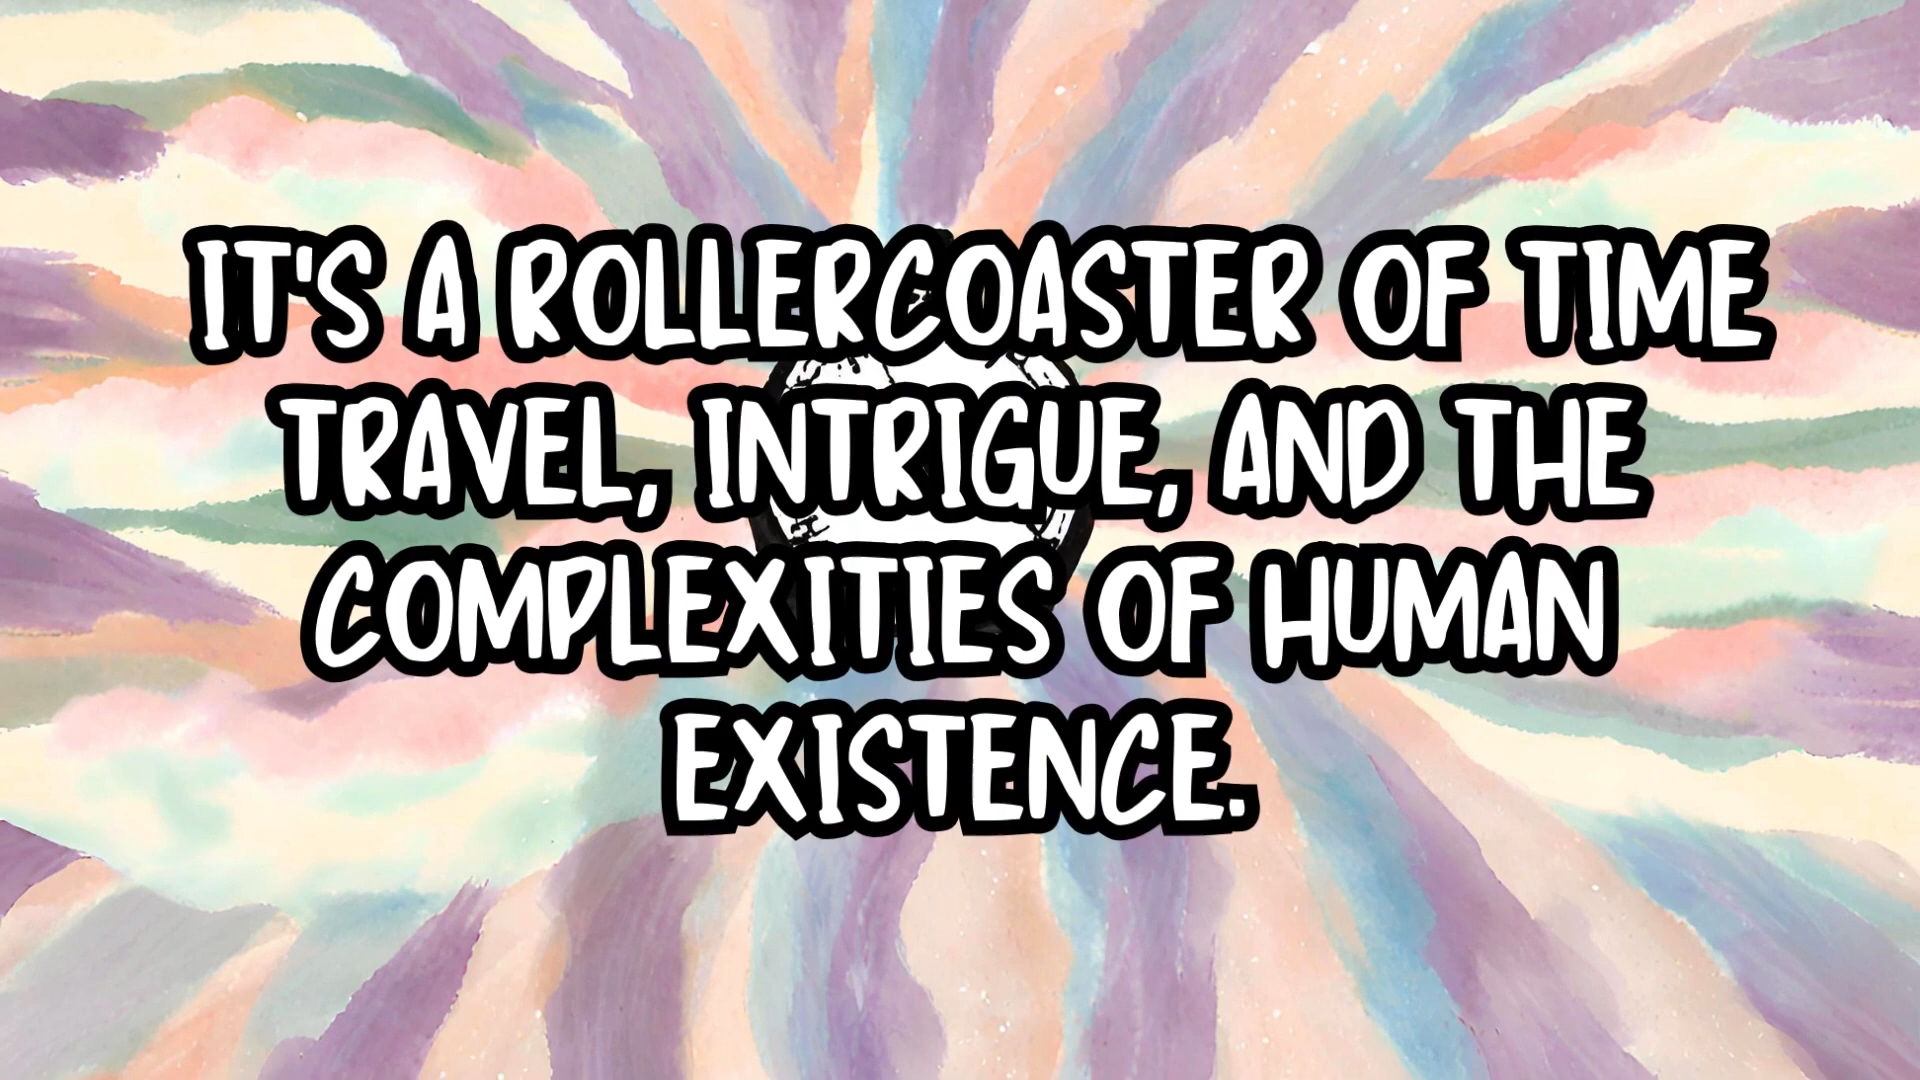 IT'S A ROLLERCOASTER OF TIME
TRAVEL, INTRIGUE, AND THE
COMPLEXITIES OF HUMAN
EXISTENCE.